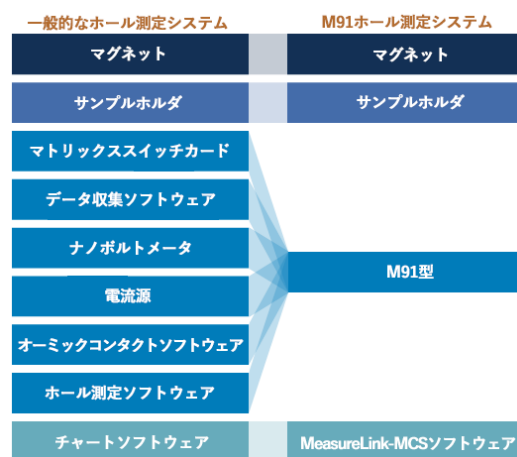 一般的なホール測定システム
マグネット
サンプルホルダ
マトリックススイッチカード
データ収集ソフトウェア
ナノボルトメータ
電流源
オーミックコンタクトソフトウェア
ホール測定ソフトウェア
チャートソフトウェア
M91ホール測定システム
マグネット
サンプルホルダ
M91型
MeasureLink-MCSソフトウェア